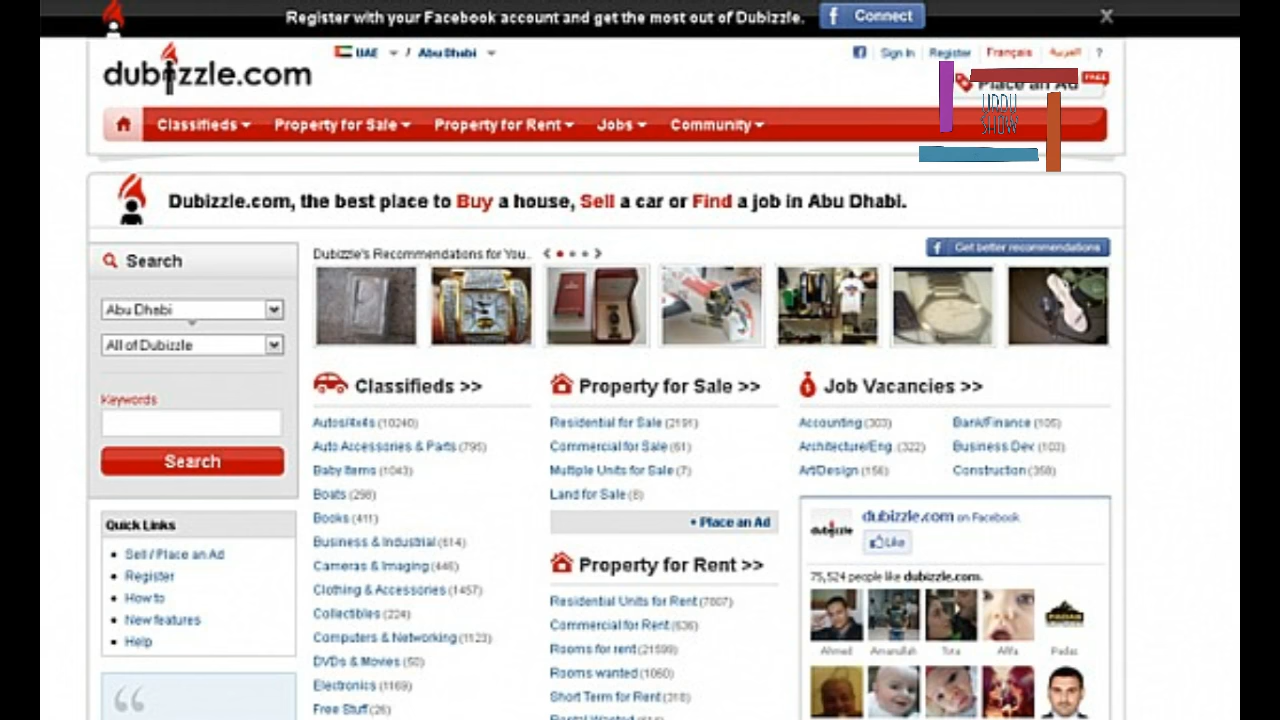 Register with your Facebook account and get the most out of Dubizzle.
Connect
X
dubizzle.com
UAE / Abu Dhabi
Sign In
Register
Français
العربية
?
Place an Ad
FREE
URDU
SHOW
Classifieds
Property for Sale
Property for Rent
Jobs
Community
Dubizzle.com, the best place to Buy a house, Sell a car or Find a job in Abu Dhabi.
Search
Abu Dhabi
All of Dubizzle
Keywords
Search
Quick Links
Sell / Place an Ad
Register
How to
New features
Help
Dubizzle's Recommendations for You..
Get better recommendations
Classifieds >>
Autos/4x4s (10240)
Auto Accessories & Parts (795)
Baby Items (1043)
Boats (298)
Books (411)
Business & Industrial (614)
Cameras & Imaging (446)
Clothing & Accessories (1457)
Collectibles (224)
Computers & Networking (1123)
DVDs & Movies (50)
Electronics (1169)
Free Stuff (26)
Property for Sale >>
Residential for Sale (2191)
Commercial for Sale (61)
Multiple Units for Sale (7)
Land for Sale (8)
• Place an Ad
Property for Rent >>
Residential Units for Rent (7807)
Commercial for Rent (636)
Rooms for rent (21599)
Rooms wanted (1060)
Short Term for Rent (318)
Rental Wanted
Job Vacancies >>
Accounting (303)
Bank/Finance (105)
Architecture/Eng (322)
Business Dev (103)
Art/Design (156)
Construction (358)
dubizzle
dubizzle.com on Facebook
Like
75,524 people like dubizzle.com.
Ahmed
Amanullah
Padas